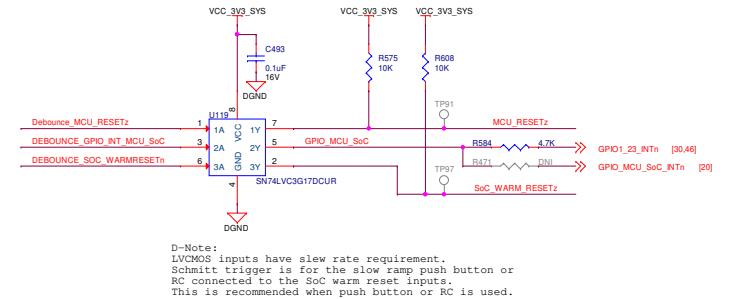 VCC_3V3_SYS
VCC_3V3_SYS
VCC_3V3_SYS
C493
0.1uF
16V
DGND
R575
10K
R608
10K
TP91
U119
8
VCC
Debounce_MCU_RESETz
1
1A
1Y
7
MCU_RESETz
DEBOUNCE_GPIO_INT_MCU_SoC
3
2A
2Y
5
GPIO_MCU_SoC
R584
4.7K
GPIO1_23_INTn [30,46]
DEBOUNCE_SOC_WARMRESETn
6
3A
3Y
2
GND
R471
DNI
GPIO_MCU_SoC_INTn [20]
TP97
4
SN74LVC3G17DCUR
SoC_WARM_RESETz
DGND
D-Note:
LVCMOS inputs have slew rate requirement.
Schmitt trigger is for the slow ramp push button or
RC connected to the SoC warm reset inputs.
This is recommended when push button or RC is used.